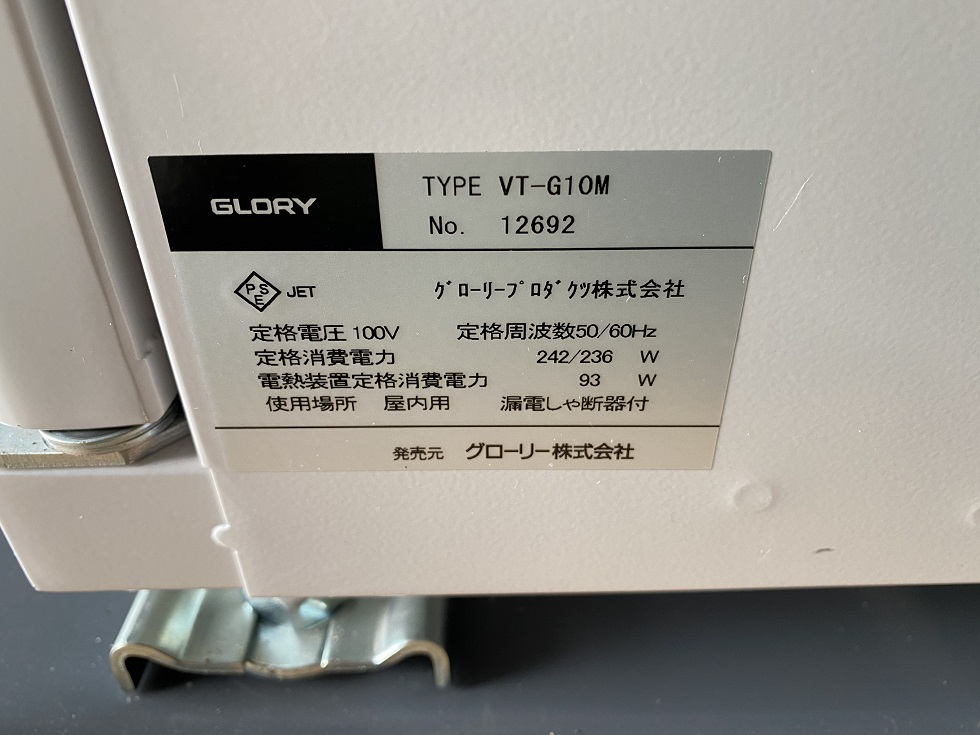 GLORY
TYPE VT-G10M
No. 12692
PSE JET
グローリープロダクツ株式会社
定格電圧 100V 定格周波数50/60Hz
定格消費電力 242/236 W
電熱装置定格消費電力 93 W
使用場所 屋内用 漏電しゃ断器付
発売元 グローリー株式会社